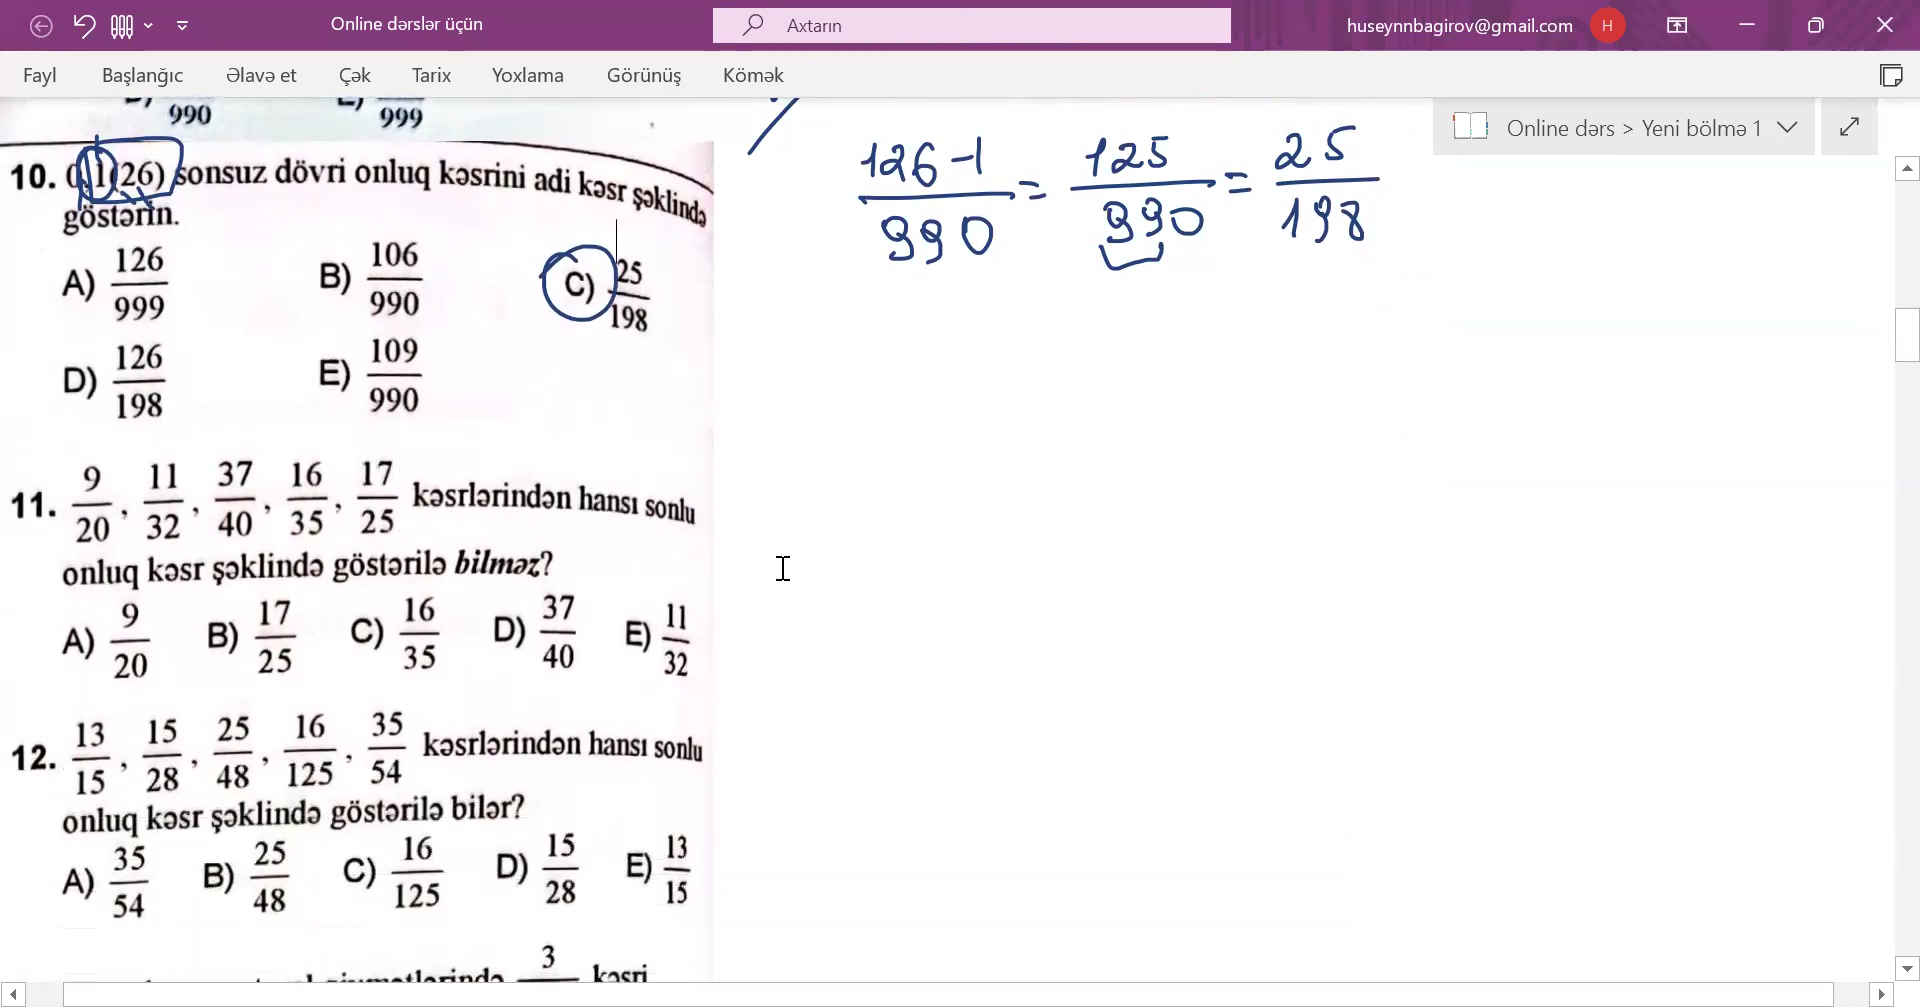 Online dərslər üçün
Axtarın
huseynnbagirov@gmail.com
H
Fayl Başlanğıc Əlavə et Çək Tarix Yoxlama Görünüş Kömək
Online dərs > Yeni bölmə 1
990
999
10. 0,1(26) sonsuz dövri onluq kəsrini adi kəsr şəklində
göstərin.
A) 126/999 B) 106/990 C) 25/198
D) 126/198 E) 109/990
126-1/990 = 125/990 = 25/198
11. 9/20, 11/32, 37/40, 16/35, 17/25 kəsrlərindən hansı sonlu
onluq kəsr şəklində göstərilə bilməz?
A) 9/20 B) 17/25 C) 16/35 D) 37/40 E) 11/32
12. 13/15, 15/28, 25/48, 16/125, 35/54 kəsrlərindən hansı sonlu
onluq kəsr şəklində göstərilə bilər?
A) 35/54 B) 25/48 C) 16/125 D) 15/28 E) 13/15
3 kəsri